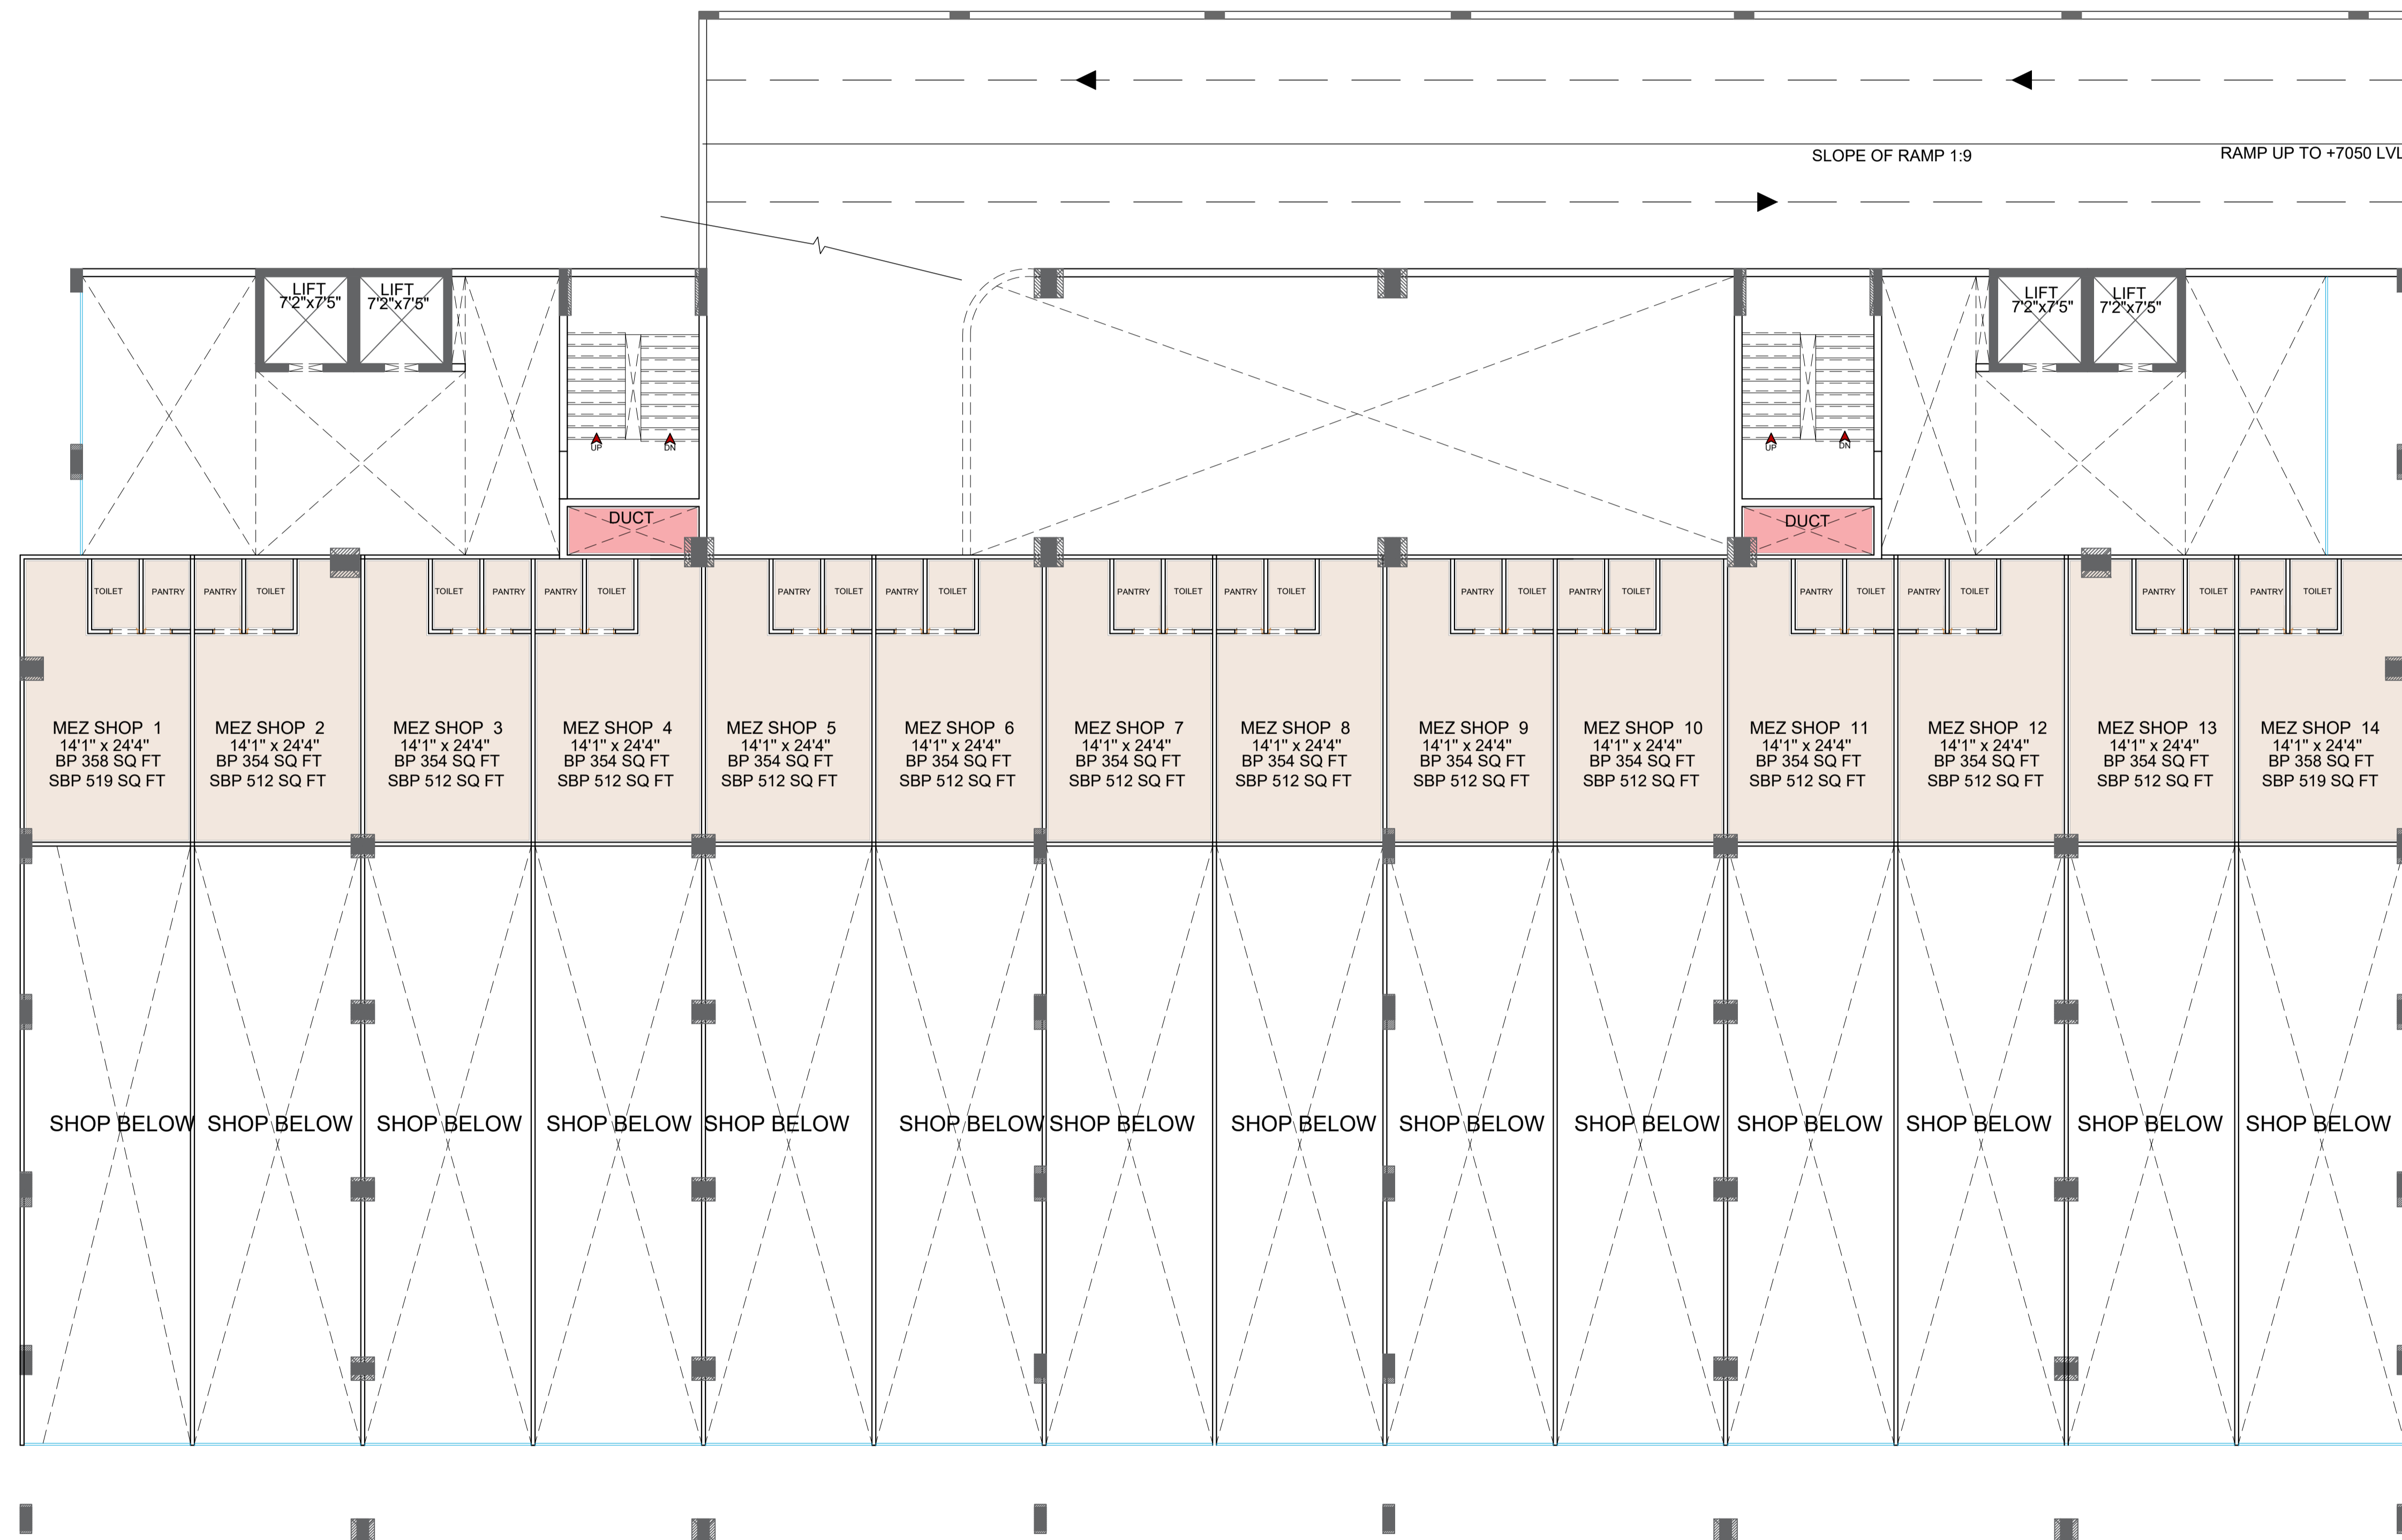 SLOPE OF RAMP 1:9
RAMP UP TO +7050 LVL
LIFT
7'2"x7'5"
LIFT
7'2"x7'5"
LIFT
7'2"x7'5"
LIFT
7'2"x7'5"
UP
DN
UP
DN
DUCT
DUCT
TOILET
PANTRY
PANTRY
TOILET
TOILET
PANTRY
PANTRY
TOILET
PANTRY
TOILET
PANTRY
TOILET
PANTRY
TOILET
PANTRY
TOILET
PANTRY
TOILET
PANTRY
TOILET
PANTRY
TOILET
PANTRY
TOILET
PANTRY
TOILET
PANTRY
TOILET
MEZ SHOP 1
14'1" x 24'4"
BP 358 SQ FT
SBP 519 SQ FT
MEZ SHOP 2
14'1" x 24'4"
BP 354 SQ FT
SBP 512 SQ FT
MEZ SHOP 3
14'1" x 24'4"
BP 354 SQ FT
SBP 512 SQ FT
MEZ SHOP 4
14'1" x 24'4"
BP 354 SQ FT
SBP 512 SQ FT
MEZ SHOP 5
14'1" x 24'4"
BP 354 SQ FT
SBP 512 SQ FT
MEZ SHOP 6
14'1" x 24'4"
BP 354 SQ FT
SBP 512 SQ FT
MEZ SHOP 7
14'1" x 24'4"
BP 354 SQ FT
SBP 512 SQ FT
MEZ SHOP 8
14'1" x 24'4"
BP 354 SQ FT
SBP 512 SQ FT
MEZ SHOP 9
14'1" x 24'4"
BP 354 SQ FT
SBP 512 SQ FT
MEZ SHOP 10
14'1" x 24'4"
BP 354 SQ FT
SBP 512 SQ FT
MEZ SHOP 11
14'1" x 24'4"
BP 354 SQ FT
SBP 512 SQ FT
MEZ SHOP 12
14'1" x 24'4"
BP 354 SQ FT
SBP 512 SQ FT
MEZ SHOP 13
14'1" x 24'4"
BP 354 SQ FT
SBP 512 SQ FT
MEZ SHOP 14
14'1" x 24'4"
BP 358 SQ FT
SBP 519 SQ FT
SHOP BELOW
SHOP BELOW
SHOP BELOW
SHOP BELOW
SHOP BELOW
SHOP BELOW
SHOP BELOW
SHOP BELOW
SHOP BELOW
SHOP BELOW
SHOP BELOW
SHOP BELOW
SHOP BELOW
SHOP BELOW